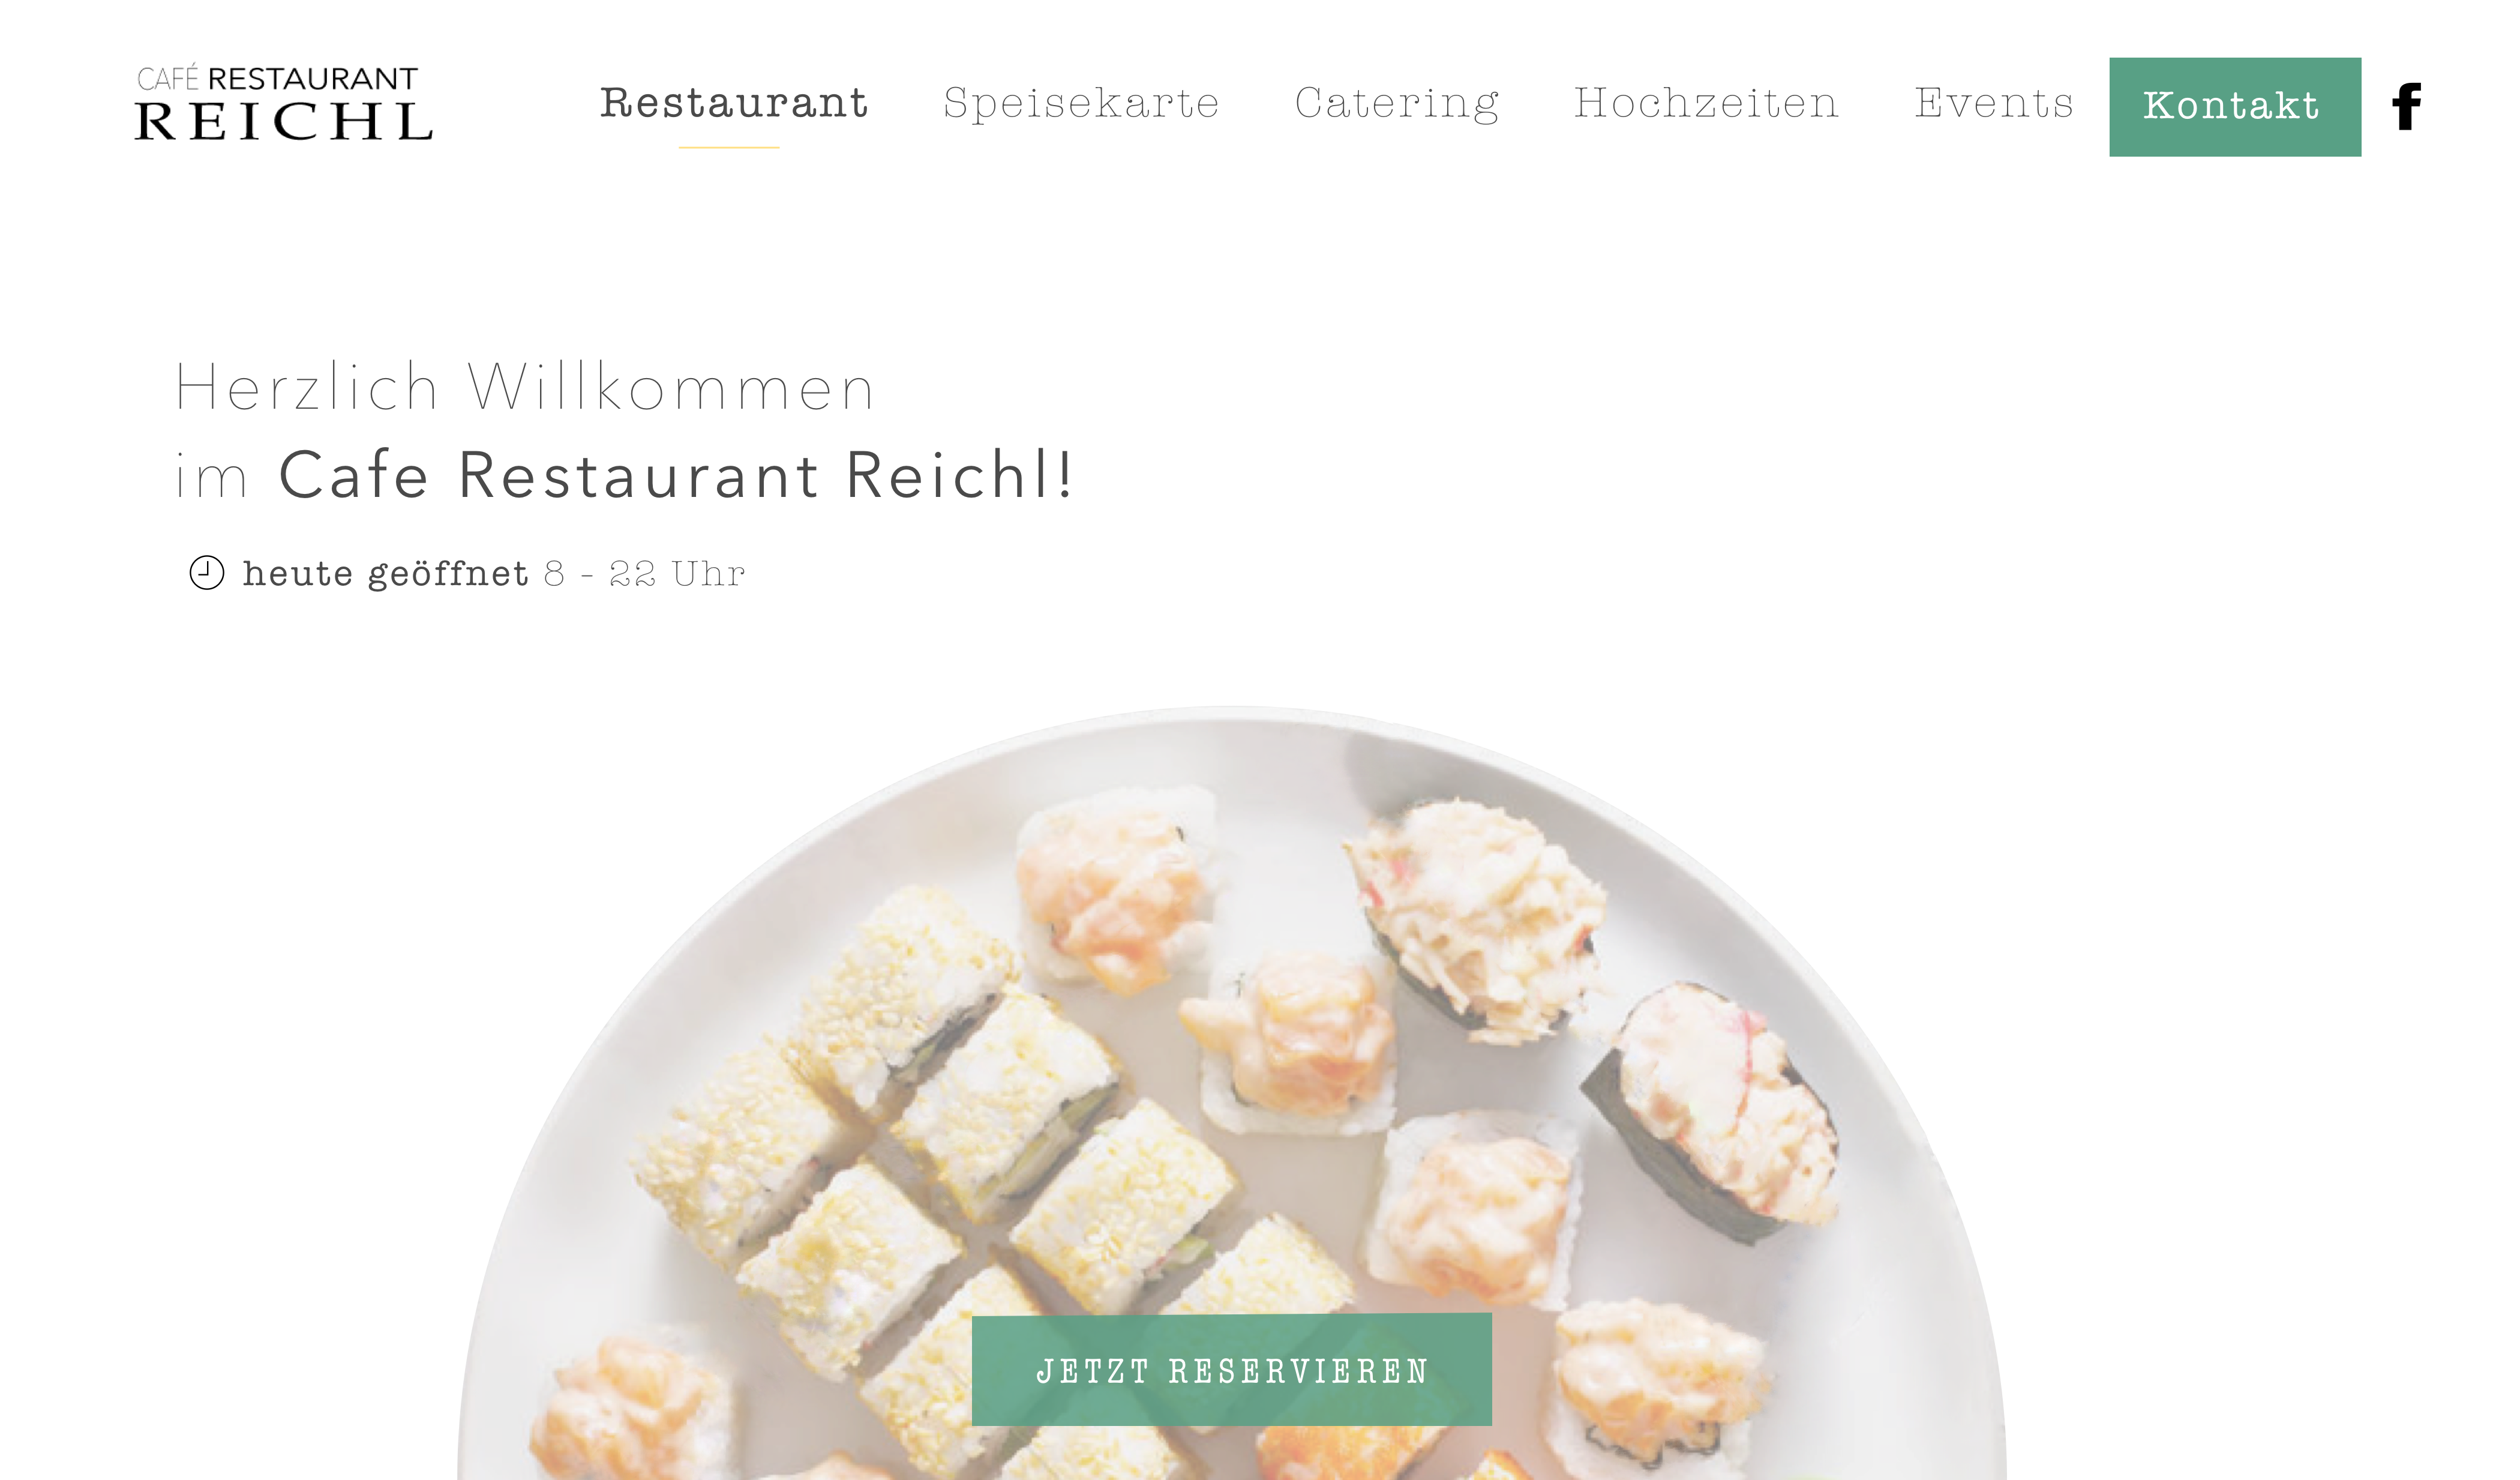 CAFÉ RESTAURANT
REICHL
Restaurant Speisekarte Catering Hochzeiten Events Kontakt f
Herzlich Willkommen
im Cafe Restaurant Reichl!
heute geöffnet 8 - 22 Uhr
JETZT RESERVIEREN